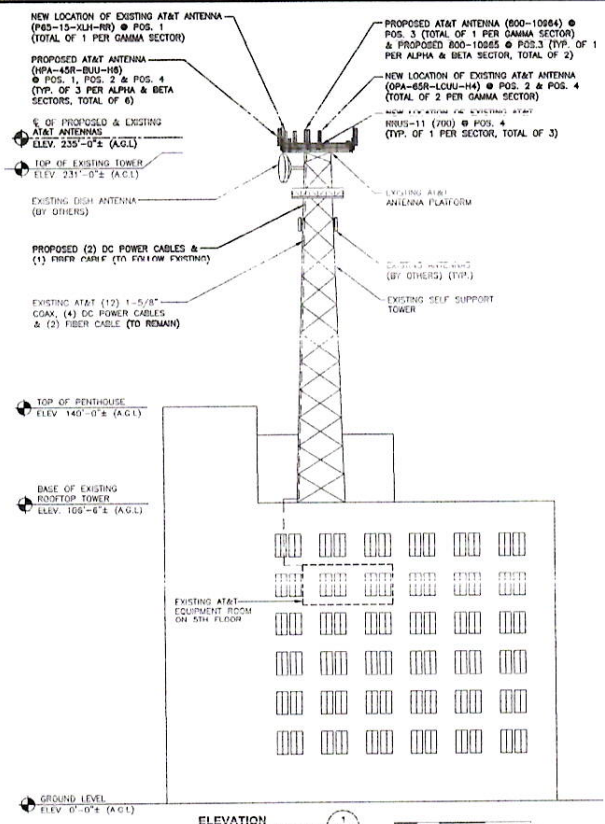 NEW LOCATION OF EXISTING AT&T ANTENNA
(P65-15-XLH-RR) @ POS. 1
(TOTAL OF 1 PER GAMMA SECTOR)
PROPOSED AT&T ANTENNA
(HPA-45R-BUU-H6)
@ POS. 1, POS. 2 & POS. 4
(TYP. OF 3 PER ALPHA & BETA
SECTORS, TOTAL OF 6)
℄ OF PROPOSED & EXISTING
AT&T ANTENNAS
ELEV. 235'-0"± (A.G.L)
TOP OF EXISTING TOWER
ELEV. 231'-0"± (A.G.L)
EXISTING DISH ANTENNA
(BY OTHERS)
PROPOSED (2) DC POWER CABLES &
(1) FIBER CABLE (TO FOLLOW EXISTING)
EXISTING AT&T (12) 1-5/8"
COAX, (4) DC POWER CABLES
& (2) FIBER CABLE (TO REMAIN)
PROPOSED AT&T ANTENNA (800-10964) @
POS. 3 (TOTAL OF 1 PER GAMMA SECTOR)
& PROPOSED 800-10965 @ POS.3 (TYP. OF 1
PER ALPHA & BETA SECTOR, TOTAL OF 2)
NEW LOCATION OF EXISTING AT&T ANTENNA
(OPA-65R-LCUU-H4) @ POS. 2 & POS. 4
(TOTAL OF 2 PER GAMMA SECTOR)
NEW LOCATION OF EXISTING AT&T
RRUS-11 (700) @ POS. 4
(TYP. OF 1 PER SECTOR, TOTAL OF 3)
EXISTING AT&T
ANTENNA PLATFORM
EXISTING ANTENNAS
(BY OTHERS) (TYP.)
EXISTING SELF SUPPORT
TOWER
TOP OF PENTHOUSE
ELEV 140'-0"± (A.G.L)
BASE OF EXISTING
ROOFTOP TOWER
ELEV. 106'-6"± (A.G.L)
EXISTING AT&T
EQUIPMENT ROOM
ON 5TH FLOOR
GROUND LEVEL
ELEV 0'-0"± (A.G.L)
ELEVATION
1